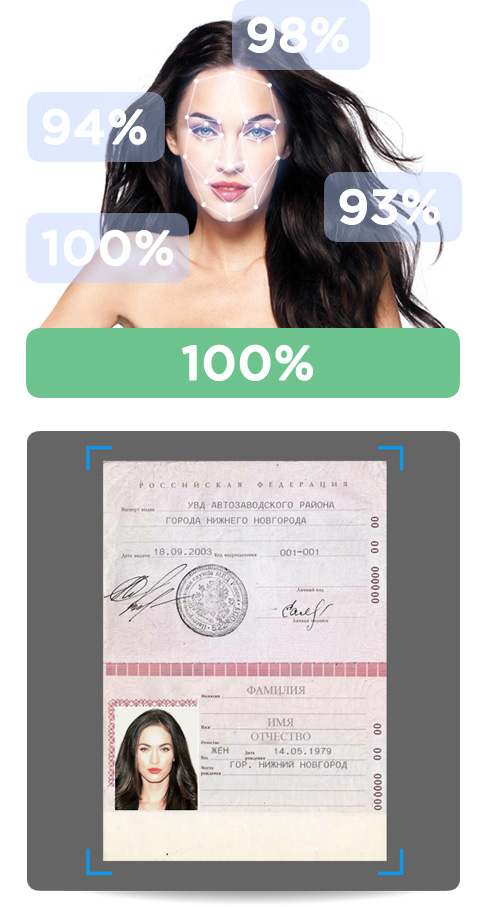 98%
94%
93%
100%
100%
РОССИЙСКАЯ ФЕДЕРАЦИЯ
Паспорт выдан УВД АВТОЗАВОДСКОГО РАЙОНА
ГОРОДА НИЖНЕГО НОВГОРОДА
Дата выдачи 18.09.2003 Код подразделения 001-001
Личный код
Личная подпись
00 00 000000
Фамилия ФАМИЛИЯ
Имя ИМЯ
Отчество ОТЧЕСТВО
Пол ЖЕН Дата рождения 14.05.1979
Место рождения ГОР. НИЖНИЙ НОВГОРОД
00 00 000000